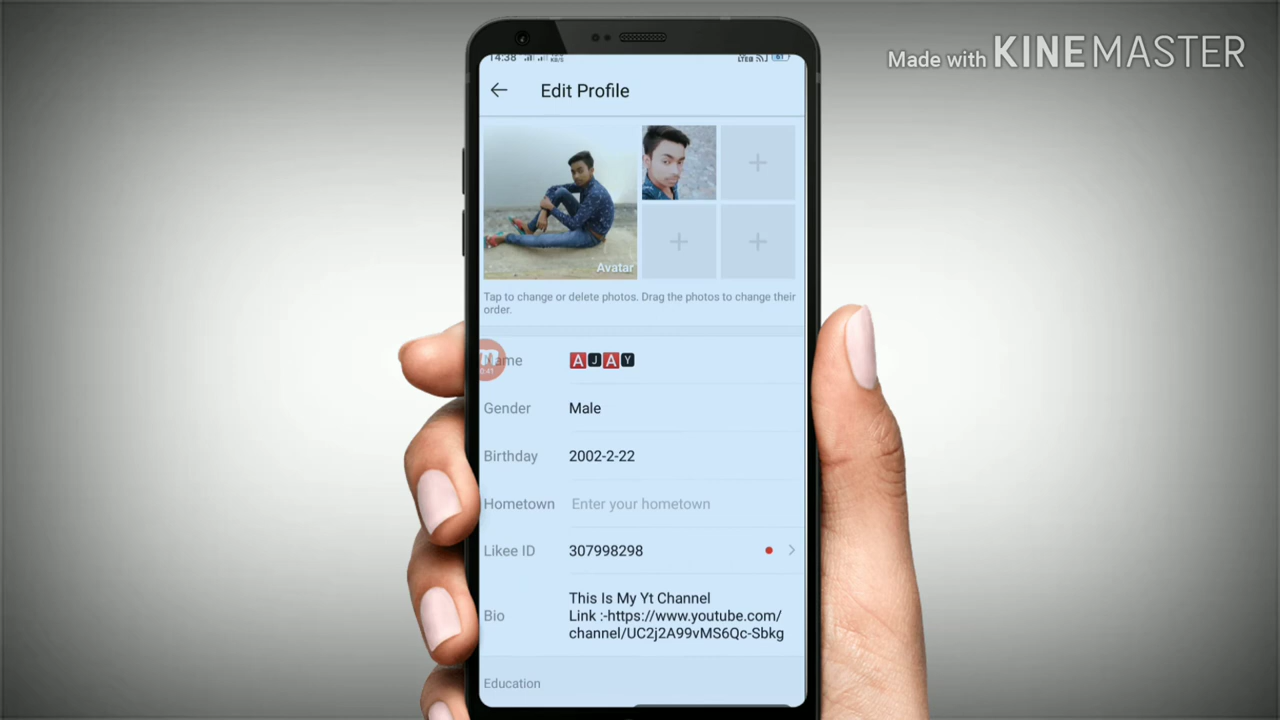 Made with KINEMASTER
14:38
Edit Profile
Avatar
Tap to change or delete photos. Drag the photos to change their
order.
Name AJAY
Gender Male
Birthday 2002-2-22
Hometown Enter your hometown
Likee ID 307998298
Bio
This Is My Yt Channel
Link :-https://www.youtube.com/
channel/UC2j2A99vMS6Qc-Sbkg
Education